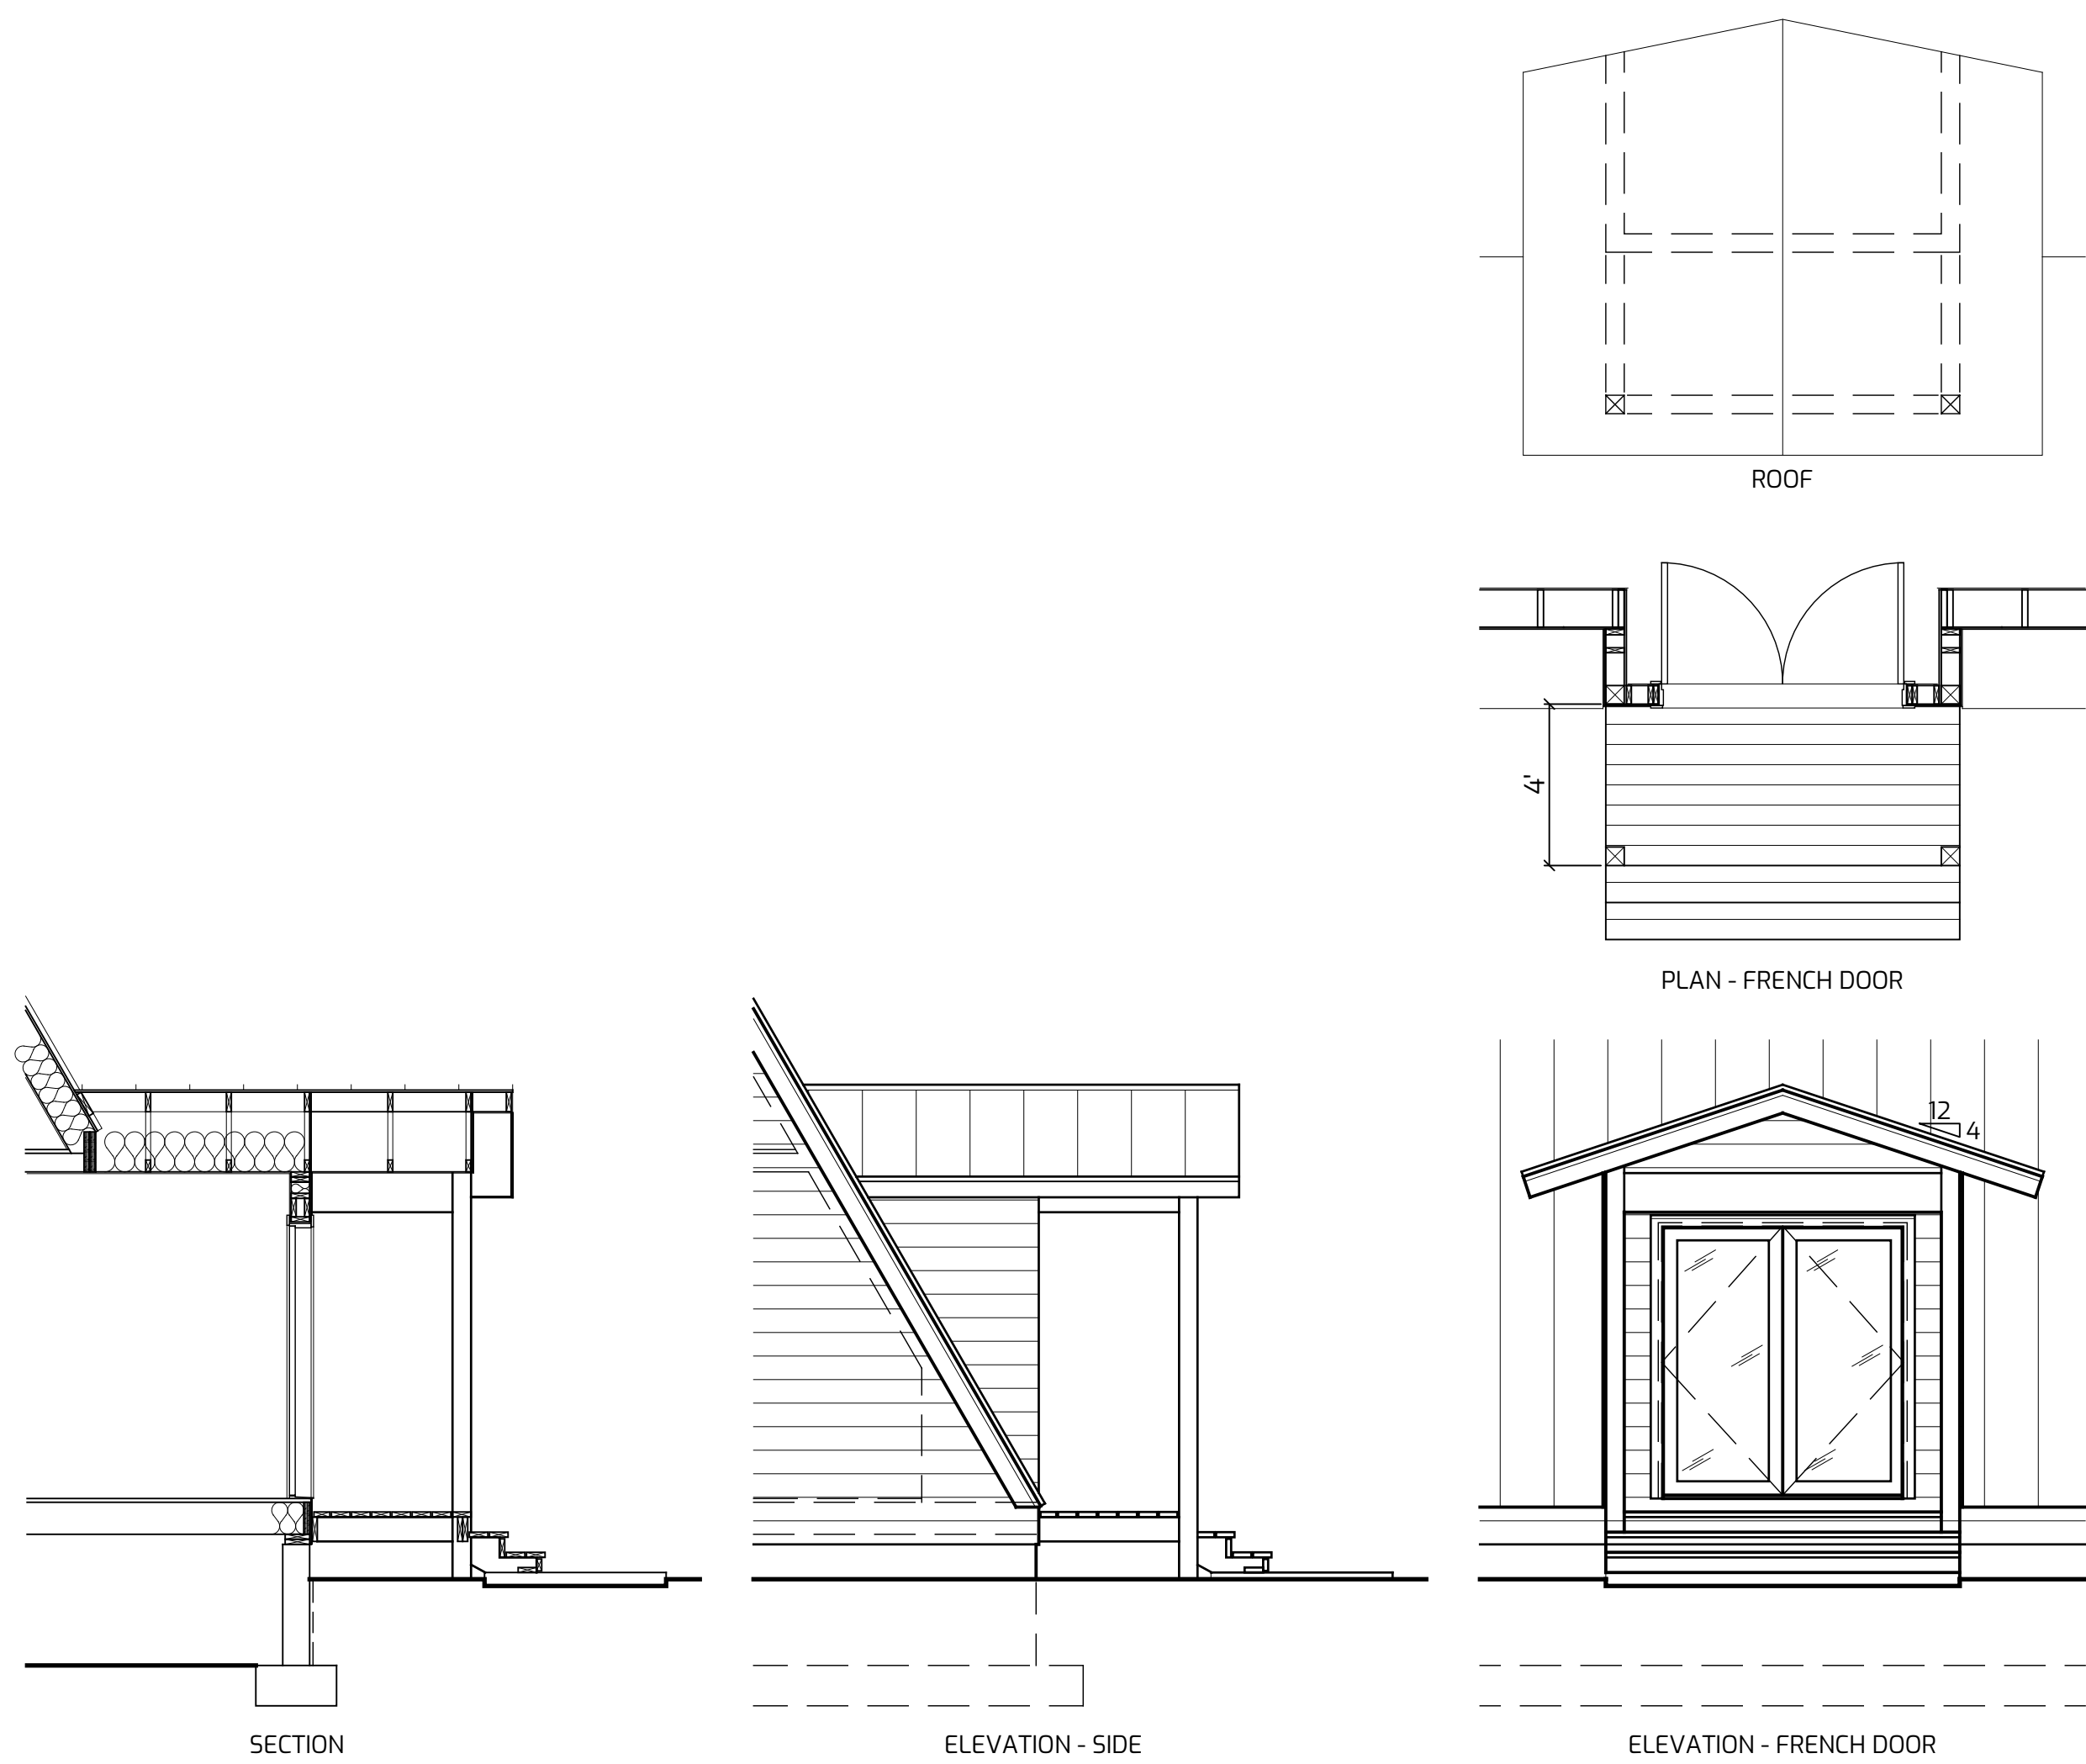 ROOF
4'
PLAN - FRENCH DOOR
12
4
SECTION
ELEVATION - SIDE
ELEVATION - FRENCH DOOR